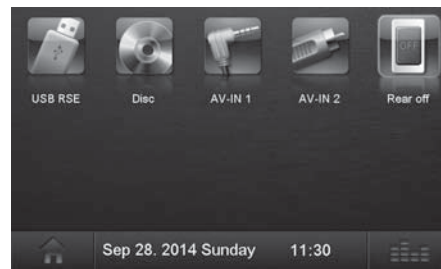 OFF
USB RSE Disc AV-IN 1 AV-IN 2 Rear off
Sep 28. 2014 Sunday 11:30